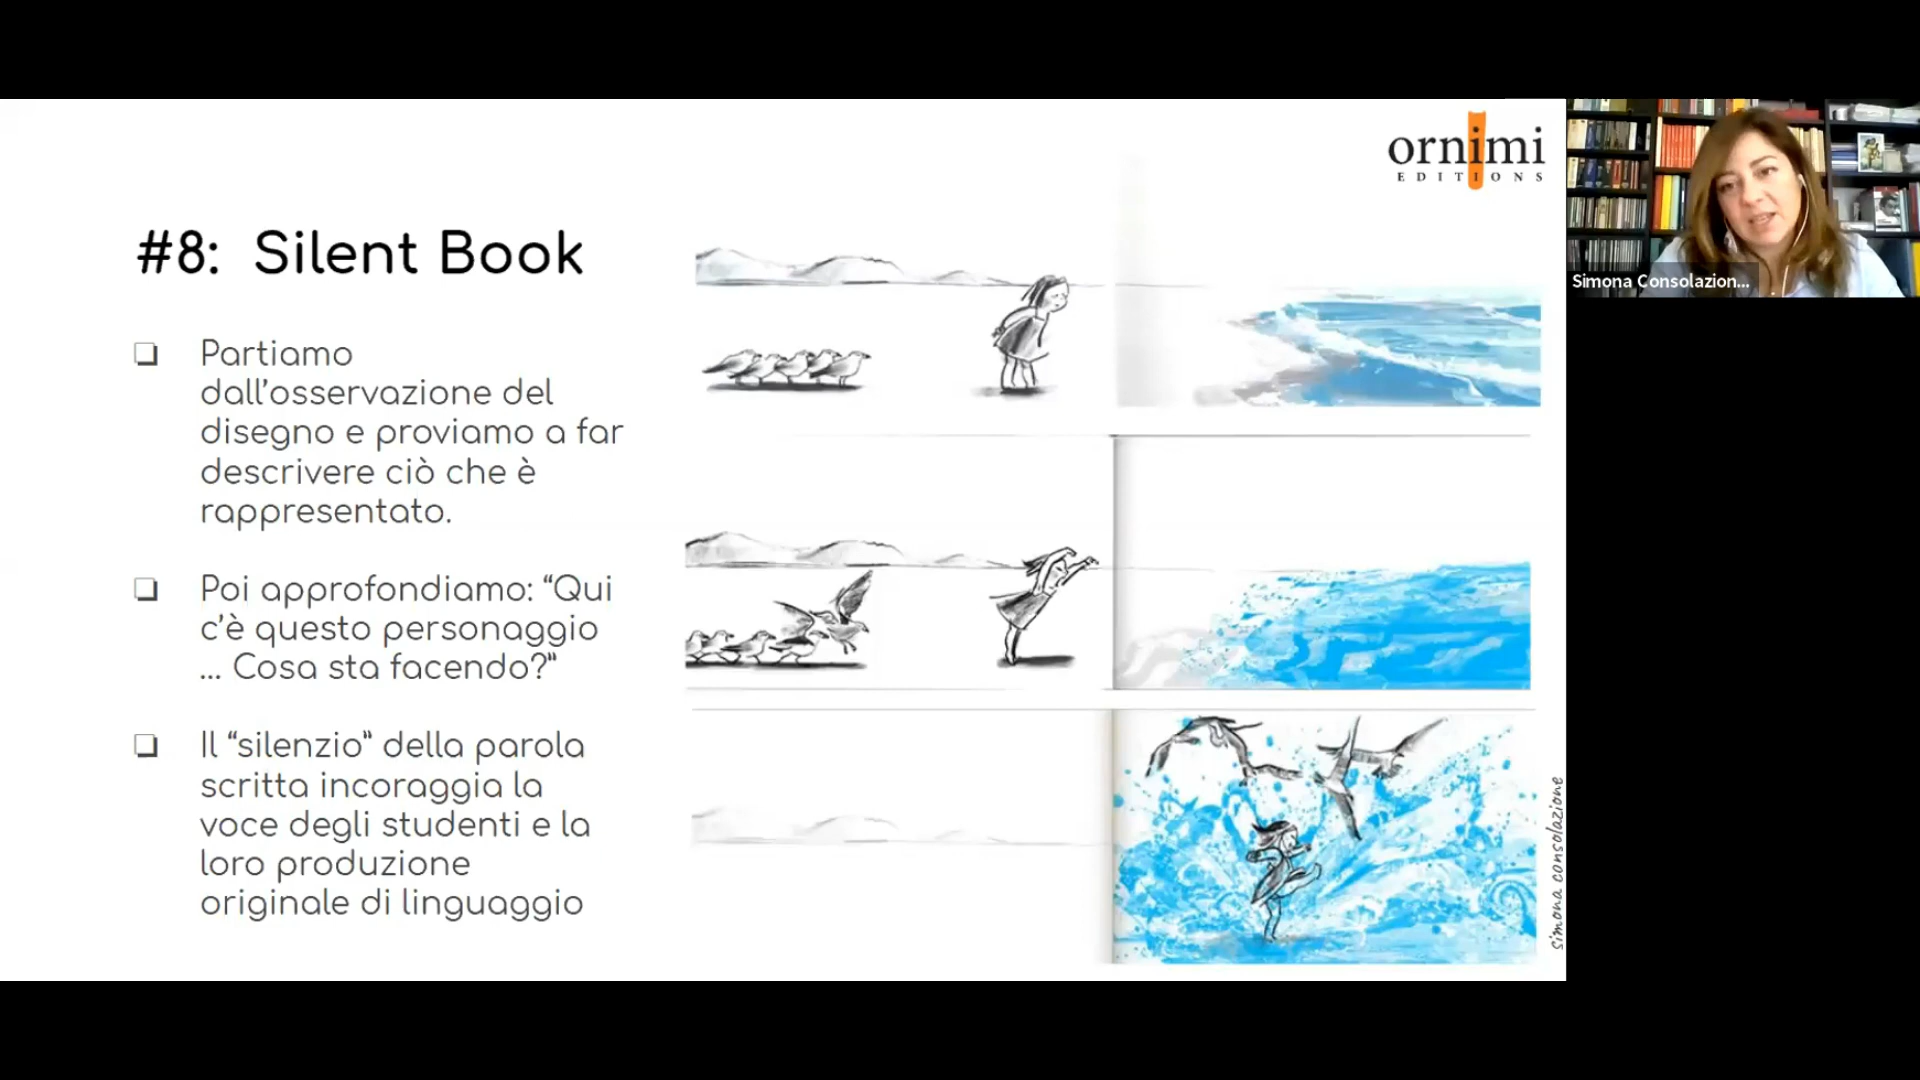 ornimi
EDITIONS
#8: Silent Book
Partiamo
dall’osservazione del
disegno e proviamo a far
descrivere ciò che è
rappresentato.
Poi approfondiamo: “Qui
c’è questo personaggio
... Cosa sta facendo?”
Il “silenzio” della parola
scritta incoraggia la
voce degli studenti e la
loro produzione
originale di linguaggio
simona consolazione
Simona Consolazion...